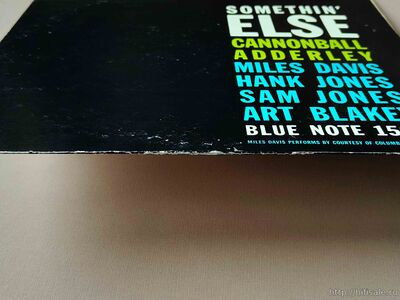 SOMETHIN'
ELSE
CANNONBALL
ADDERLEY
MILES DAVIS
HANK JONES
SAM JONES
ART BLAKE
BLUE NOTE 15
MILES DAVIS PERFORMS BY COURTESY OF COLUMB